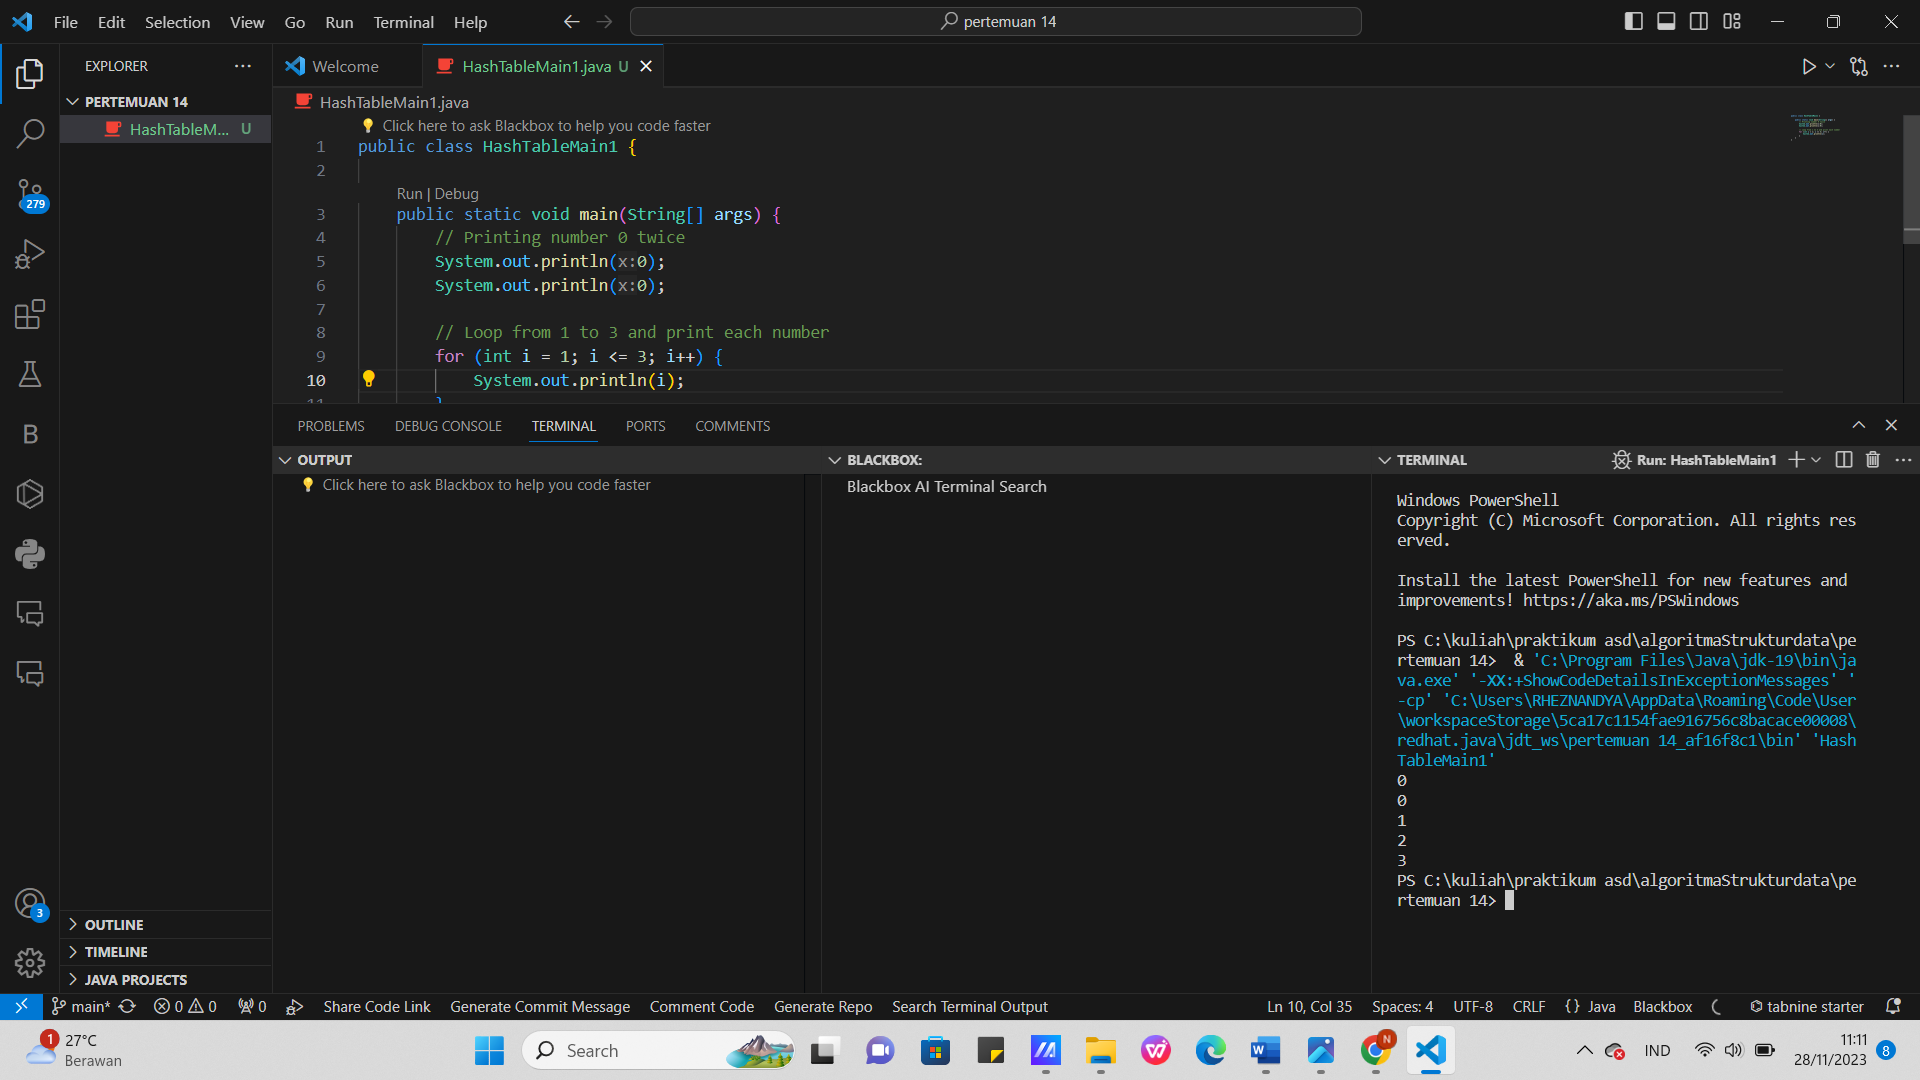 File Edit Selection View Go Run Terminal Help
pertemuan 14
EXPLORER
Welcome
HashTableMain1.java U
PERTEMUAN 14
HashTableM... U
HashTableMain1.java
Click here to ask Blackbox to help you code faster
1 public class HashTableMain1 {
2
Run | Debug
3 public static void main(String[] args) {
4 // Printing number 0 twice
5 System.out.println(x:0);
6 System.out.println(x:0);
7
8 // Loop from 1 to 3 and print each number
9 for (int i = 1; i <= 3; i++) {
10 System.out.println(i);
11 }
279
B
3
PROBLEMS DEBUG CONSOLE TERMINAL PORTS COMMENTS
OUTPUT
Click here to ask Blackbox to help you code faster
BLACKBOX:
Blackbox AI Terminal Search
TERMINAL
Run: HashTableMain1
Windows PowerShell
Copyright (C) Microsoft Corporation. All rights res
erved.
Install the latest PowerShell for new features and
improvements! https://aka.ms/PSWindows
PS C:\kuliah\praktikum asd\algoritmaStrukturdata\pe
rtemuan 14>  & 'C:\Program Files\Java\jdk-19\bin\ja
va.exe' '-XX:+ShowCodeDetailsInExceptionMessages' '
-cp' 'C:\Users\RHEZNANDYA\AppData\Roaming\Code\User
\workspaceStorage\5ca17c1154fae916756c8bacace00008\
redhat.java\jdt_ws\pertemuan 14_af16f8c1\bin' 'Hash
TableMain1'
0
0
1
2
3
PS C:\kuliah\praktikum asd\algoritmaStrukturdata\pe
rtemuan 14>
OUTLINE
TIMELINE
JAVA PROJECTS
main* 0 0 0 Share Code Link Generate Commit Message Comment Code Generate Repo Search Terminal Output
Ln 10, Col 35 Spaces: 4 UTF-8 CRLF {} Java Blackbox tabnine starter
1
27°C
Berawan
Search
N
IND
11:11
28/11/2023
8